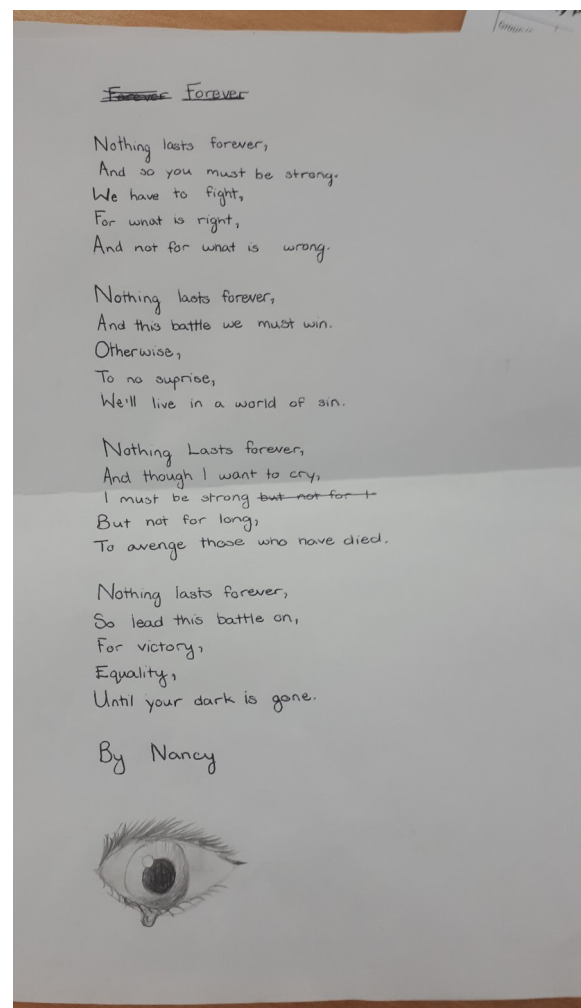 Forever Forever
Nothing lasts forever,
And so you must be strong.
We have to fight,
For what is right,
And not for what is wrong.
Nothing lasts forever,
And this battle we must win.
Otherwise,
To no suprise,
We'll live in a world of sin.
Nothing Lasts forever,
And though I want to cry,
I must be strong but not for
But not for long,
To avenge those who have died.
Nothing lasts forever,
So lead this battle on,
For victory,
Equality,
Until your dark is gone.
By Nancy